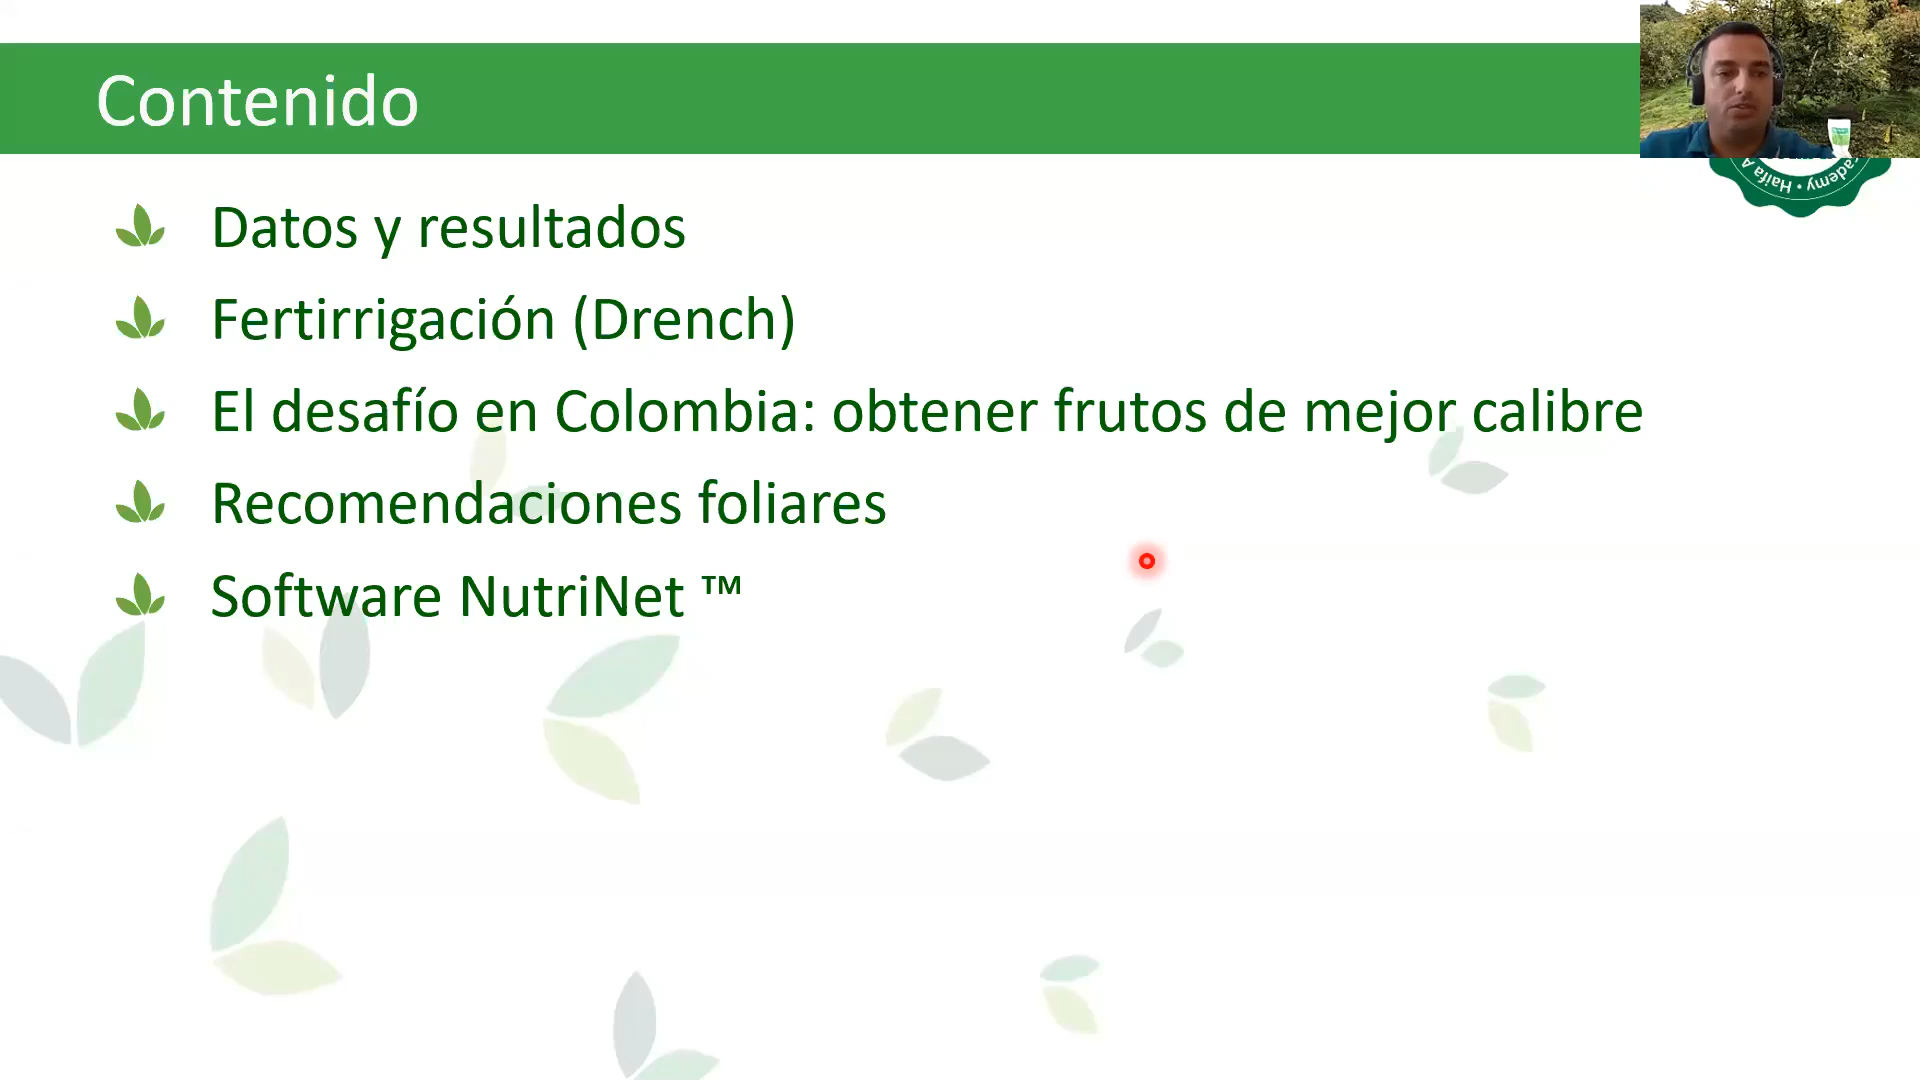 Contenido
Datos y resultados
Fertirrigación (Drench)
El desafío en Colombia: obtener frutos de mejor calibre
Recomendaciones foliares
Software NutriNet ™
ademy • Haifa A